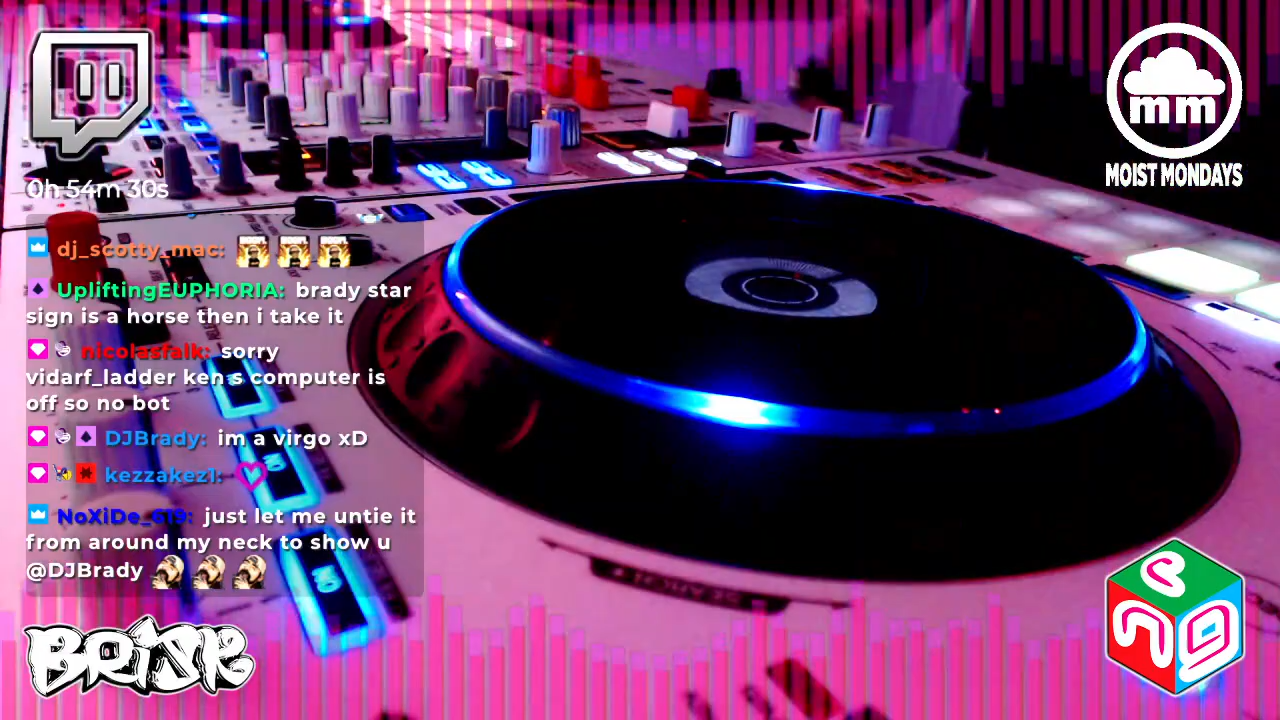 mm
MOIST MONDAYS
0h 54m 30s
dj_scotty_mac:
UpliftingEUPHORIA: brady star
sign is a horse then i take it
nicolasfalk: sorry
vidarf_ladder ken s computer is
off so no bot
DJBrady: im a virgo xD
kezzakez1:
NoXiDe_619: just let me untie it
from around my neck to show u
@DJBrady
BRISK